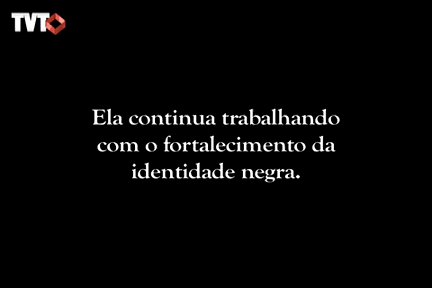 TVT
Ela continua trabalhando
com o fortalecimento da
identidade negra.